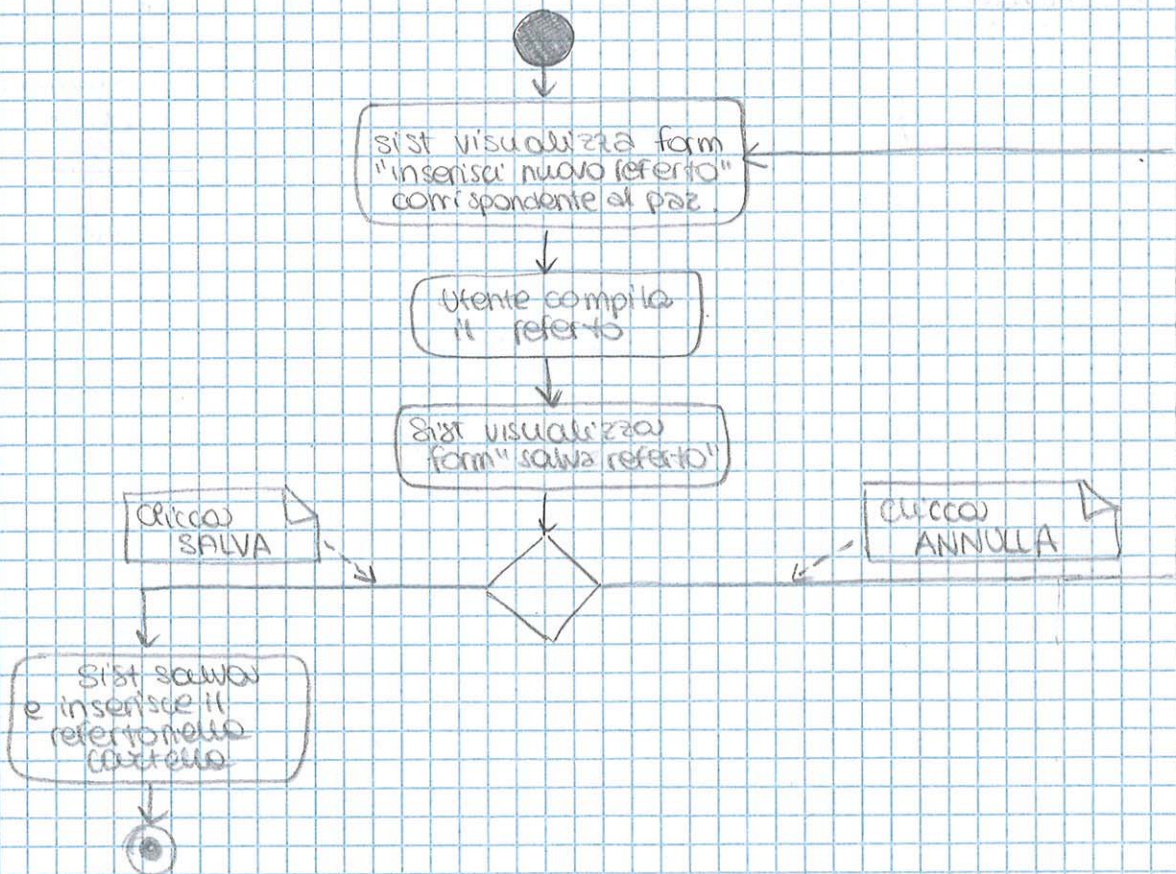 sist visualizza form
"inserisci nuovo referto"
corrispondente al paz.
Utente compila
il referto
Sist visualizza
form "salva referto"
clicca
SALVA
clicca
ANNULLA
Sist salva
e inserisce il
referto nella
cartella